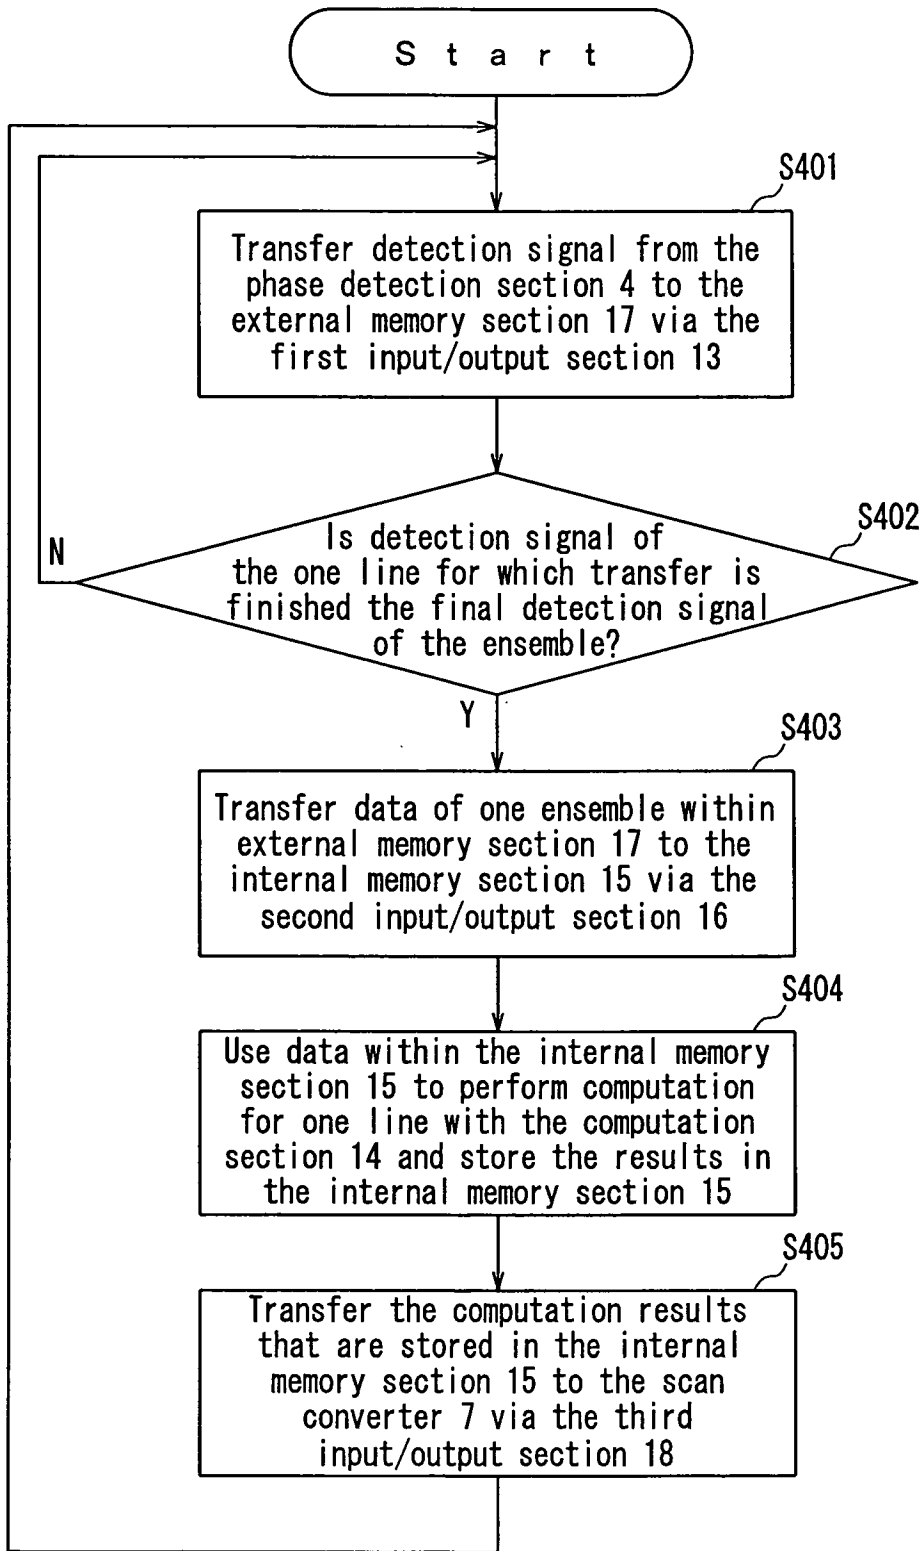 Start
S401
Transfer detection signal from the
phase detection section 4 to the
external memory section 17 via the
first input/output section 13
S402
Is detection signal of
the one line for which transfer is
finished the final detection signal
of the ensemble?
N
Y
S403
Transfer data of one ensemble within
external memory section 17 to the
internal memory section 15 via the
second input/output section 16
S404
Use data within the internal memory
section 15 to perform computation
for one line with the computation
section 14 and store the results in
the internal memory section 15
S405
Transfer the computation results
that are stored in the internal
memory section 15 to the scan
converter 7 via the third
input/output section 18